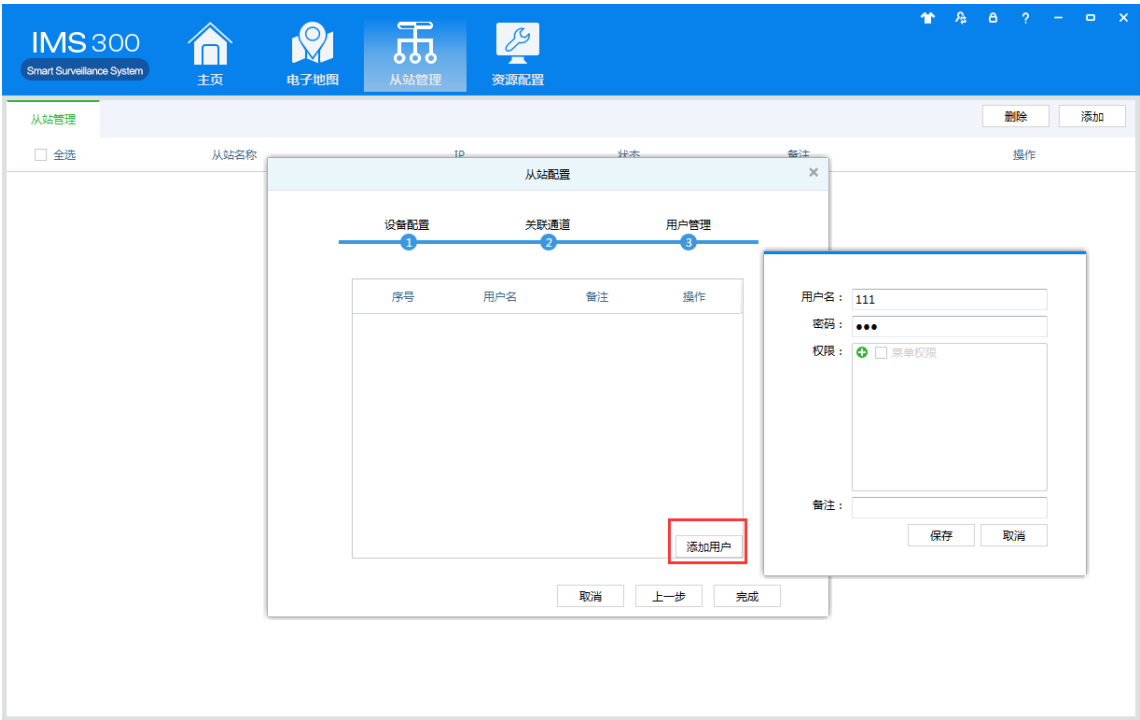 IMS 300
Smart Surveillance System
主页
电子地图
从站管理
资源配置
从站管理
删除
添加
全选
从站名称
IP
状态
备注
操作
从站配置
设备配置
关联通道
用户管理
1
2
3
序号
用户名
备注
操作
添加用户
取消
上一步
完成
用户名：
111
密码：
●●●
权限：
菜单权限
备注：
保存
取消